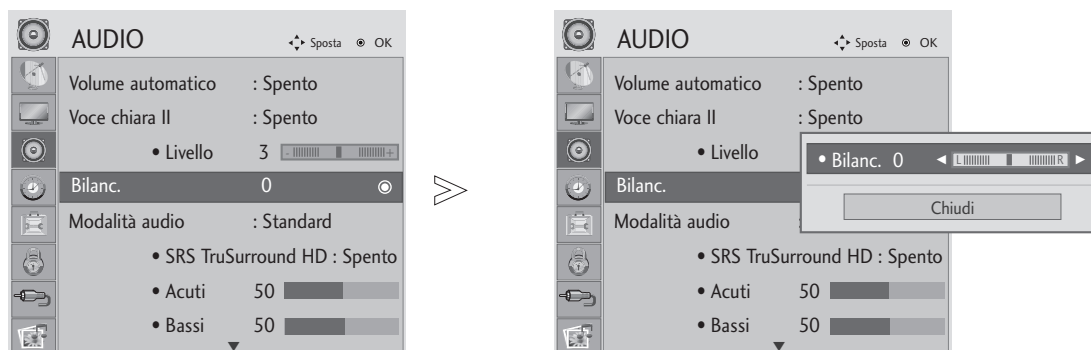 AUDIO Sposta OK
Volume automatico : Spento
Voce chiara II : Spento
• Livello 3 - +
Bilanc. 0
Modalità audio : Standard
• SRS TruSurround HD : Spento
• Acuti 50
• Bassi 50
AUDIO Sposta OK
Volume automatico : Spento
Voce chiara II : Spento
• Livello
Bilanc.
Modalità audio
• SRS TruSurround HD : Spento
• Acuti 50
• Bassi 50
• Bilanc. 0 L R
Chiudi